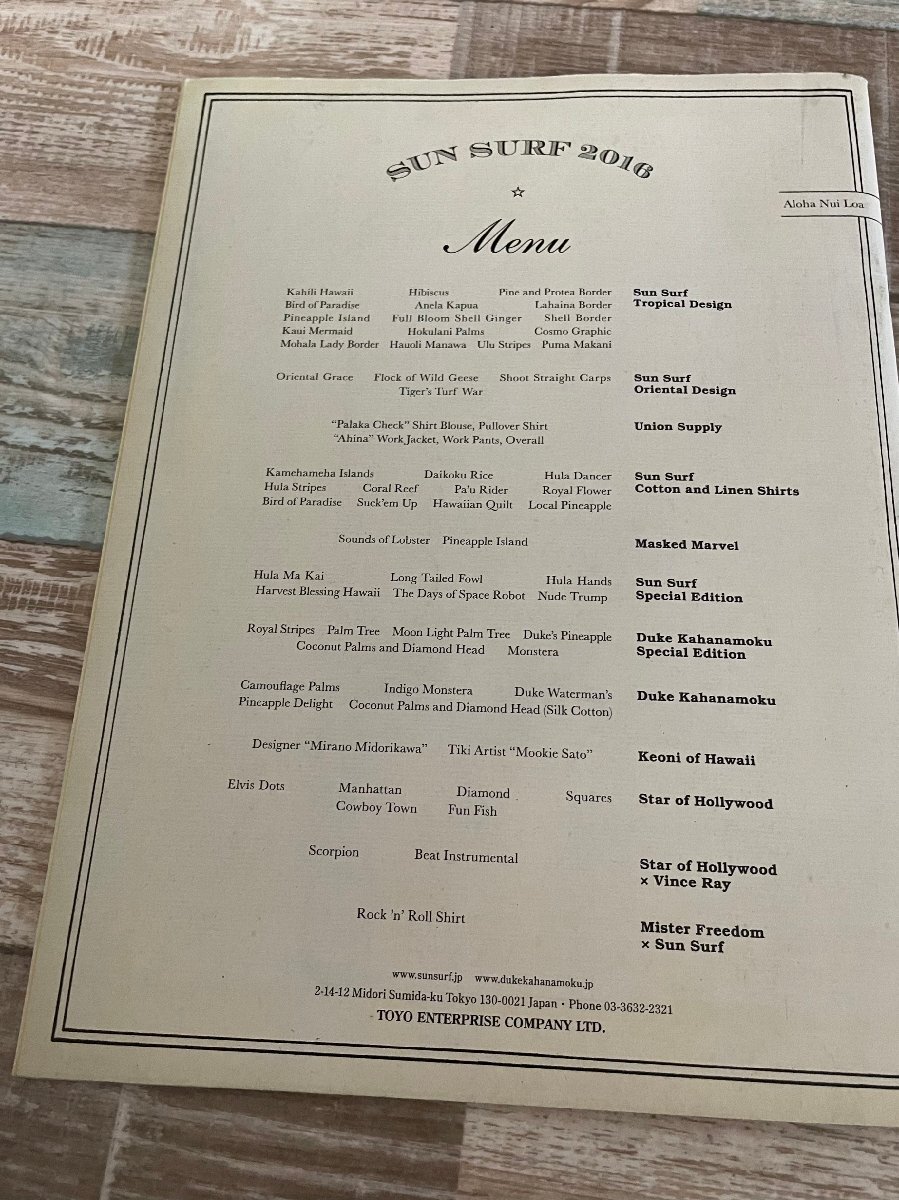 SUN SURF 2016
Aloha Nui Loa
Menu
Kahili Hawaii Hibiscus Pine and Protea Border Sun Surf
Bird of Paradise Anela Kapua Lahaina Border Tropical Design
Pineapple Island Full Bloom Shell Ginger Shell Border
Kaui Mermaid Hokulani Palms Cosmo Graphic
Mohala Lady Border Hauoli Manawa Ulu Stripes Puma Makani
Oriental Grace Flock of Wild Geese Shoot Straight Carps Sun Surf
Tiger's Turf War Oriental Design
"Palaka Check" Shirt Blouse, Pullover Shirt Union Supply
"Ahina" Work Jacket, Work Pants, Overall
Kamehameha Islands Daikoku Rice Hula Dancer Sun Surf
Hula Stripes Coral Reef Pa'u Rider Royal Flower Cotton and Linen Shirts
Bird of Paradise Suck'em Up Hawaiian Quilt Local Pineapple
Sounds of Lobster Pineapple Island Masked Marvel
Hula Ma Kai Long Tailed Fowl Hula Hands Sun Surf
Harvest Blessing Hawaii The Days of Space Robot Nude Trump Special Edition
Royal Stripes Palm Tree Moon Light Palm Tree Duke's Pineapple Duke Kahanamoku
Coconut Palms and Diamond Head Monstera Special Edition
Camouflage Palms Indigo Monstera Duke Waterman's Duke Kahanamoku
Pineapple Delight Coconut Palms and Diamond Head (Silk Cotton)
Designer "Mirano Midorikawa" Tiki Artist "Mookie Sato" Keoni of Hawaii
Elvis Dots Manhattan Diamond Squares Star of Hollywood
Cowboy Town Fun Fish
Scorpion Beat Instrumental Star of Hollywood
× Vince Ray
Rock 'n' Roll Shirt Mister Freedom
× Sun Surf
www.sunsurf.jp www.dukekahanamoku.jp
2-14-12 Midori Sumida-ku Tokyo 130-0021 Japan・Phone 03-3632-2321
TOYO ENTERPRISE COMPANY LTD.